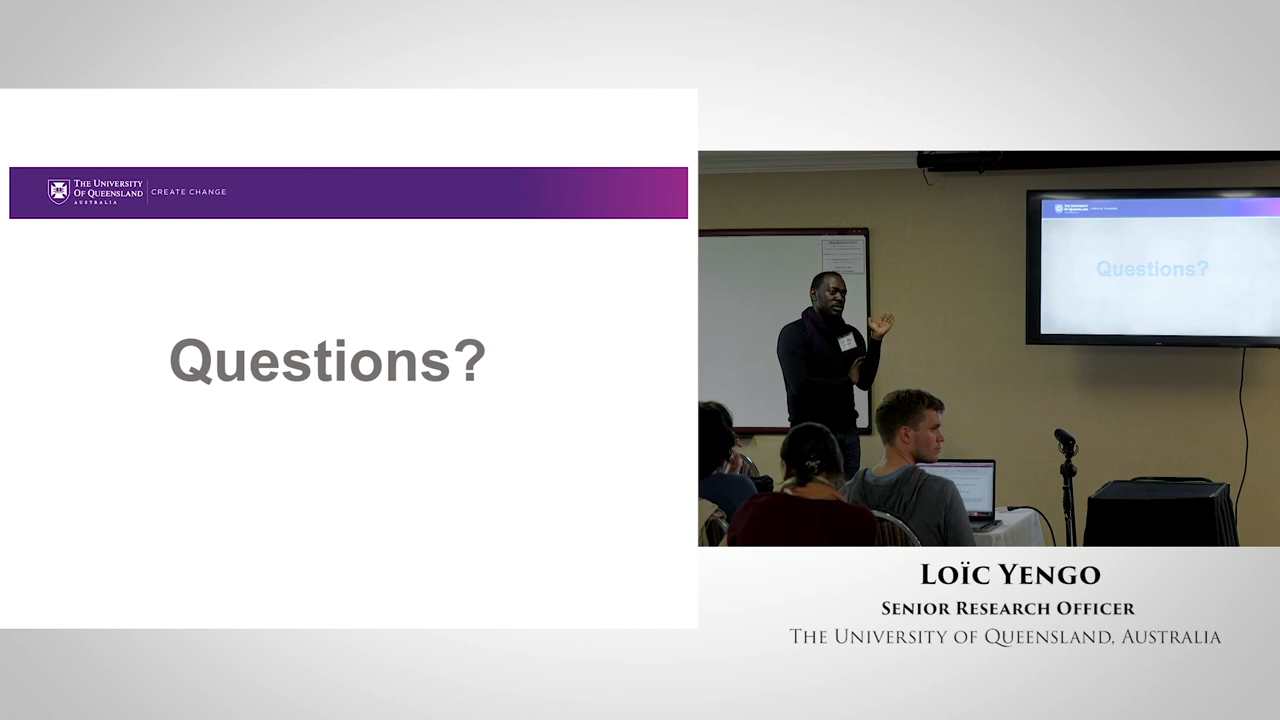 THE UNIVERSITY
OF QUEENSLAND
AUSTRALIA
CREATE CHANGE
Questions?
Questions?
LOÏC YENGO
SENIOR RESEARCH OFFICER
THE UNIVERSITY OF QUEENSLAND, AUSTRALIA